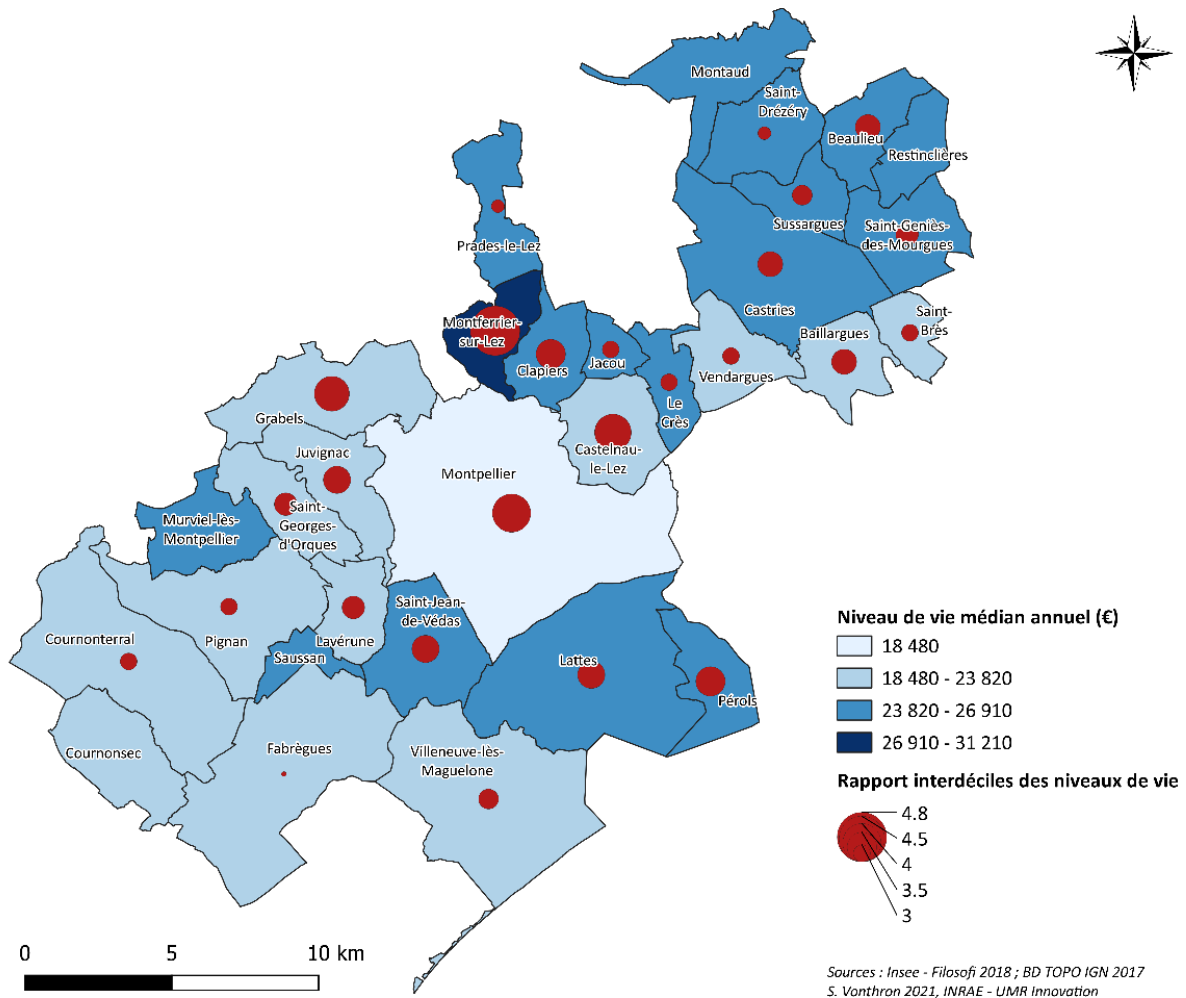 Montaud
Saint-
Drézéry
Beaulieu
Restinclières
Sussargues
Saint-Geniès-
des-Mourgues
Prades-le-Lez
Castries
Saint-
Brès
Baillargues
Montferrier-
sur-Lez
Clapiers
Jacou
Vendargues
Le
Crès
Grabels
Castelnau-
le-Lez
Juvignac
Montpellier
Saint-
Georges-
d'Orques
Murviel-lès-
Montpellier
Saint-Jean-
de-Védas
Cournonterral
Pignan
Lavérune
Saussan
Lattes
Pérols
Cournonsec
Fabrègues
Villeneuve-lès-
Maguelone
Niveau de vie médian annuel (€)
18 480
18 480 - 23 820
23 820 - 26 910
26 910 - 31 210
Rapport interdéciles des niveaux de vie
4.8
4.5
4
3.5
3
0 5 10 km
Sources : Insee - Filosofi 2018 ; BD TOPO IGN 2017
S. Vonthron 2021, INRAE - UMR Innovation